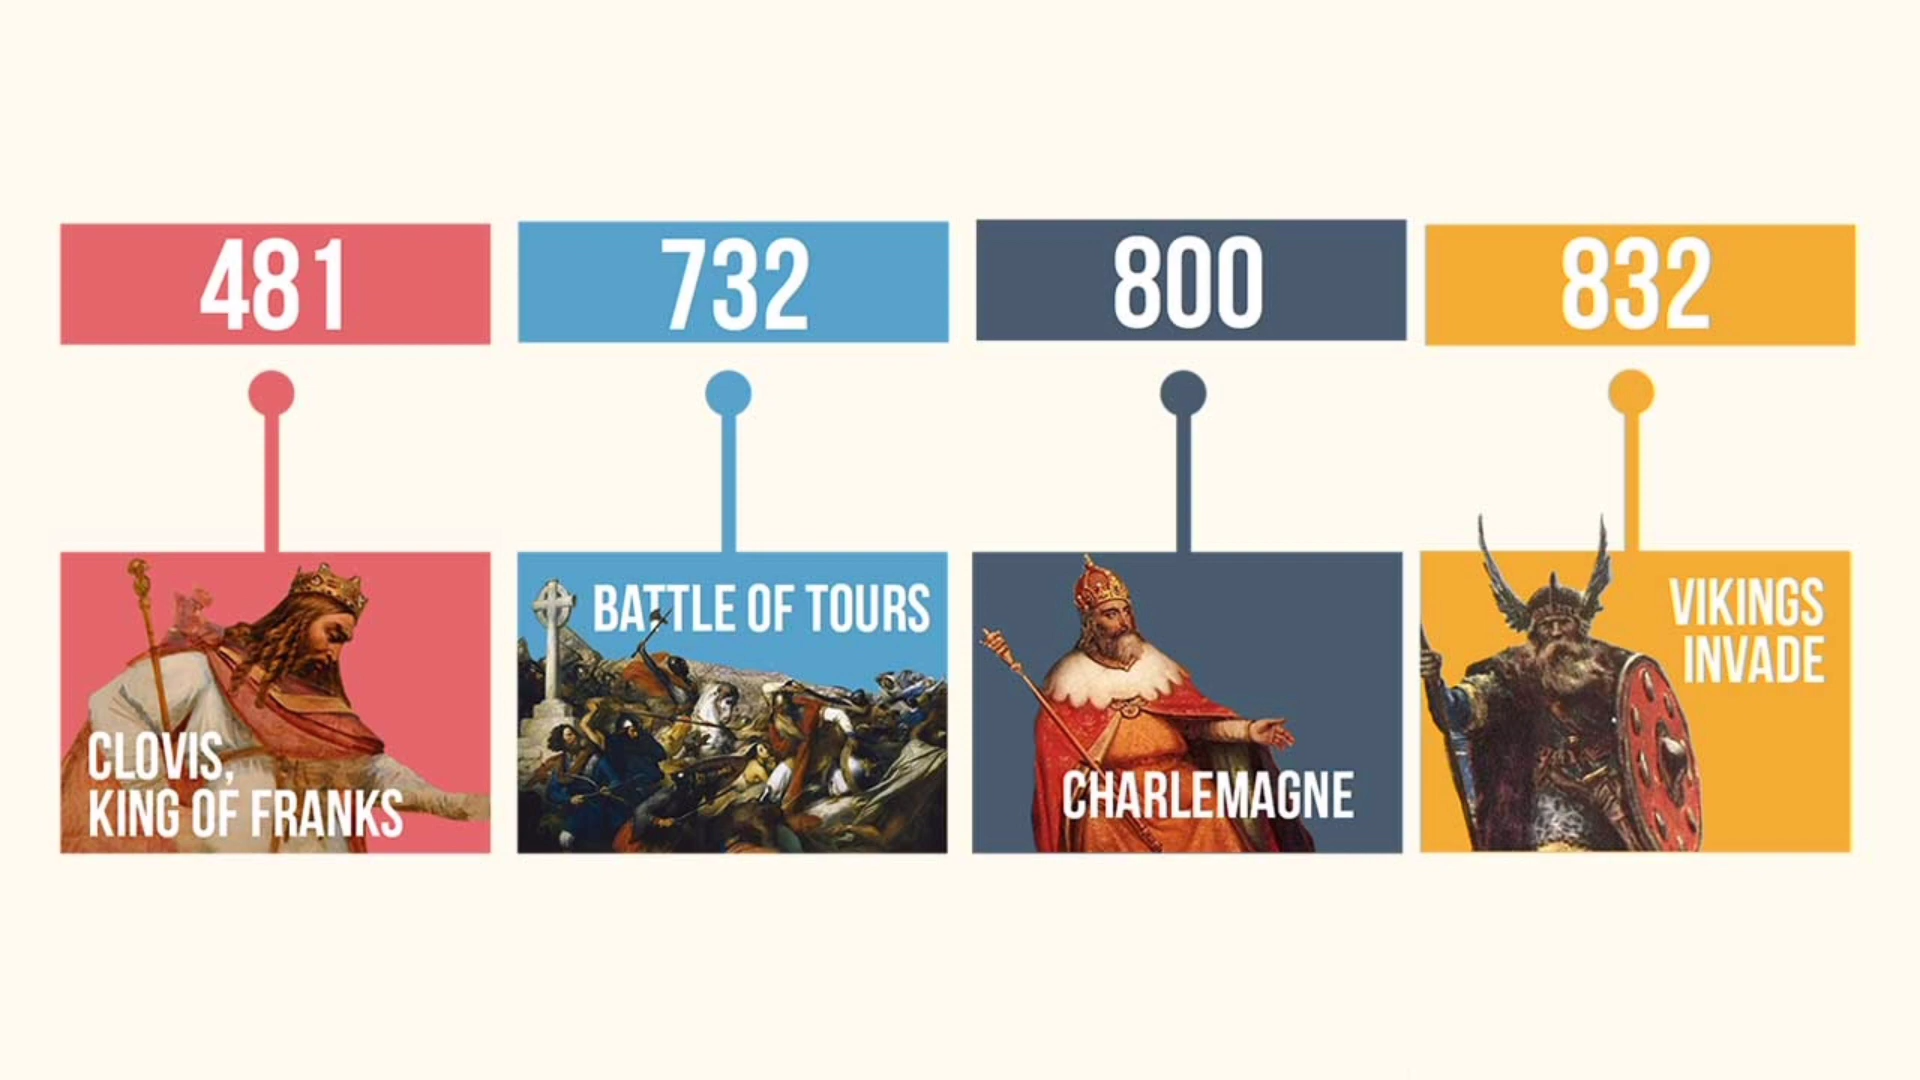 481
732
800
832
CLOVIS,
KING OF FRANKS
BATTLE OF TOURS
CHARLEMAGNE
VIKINGS
INVADE